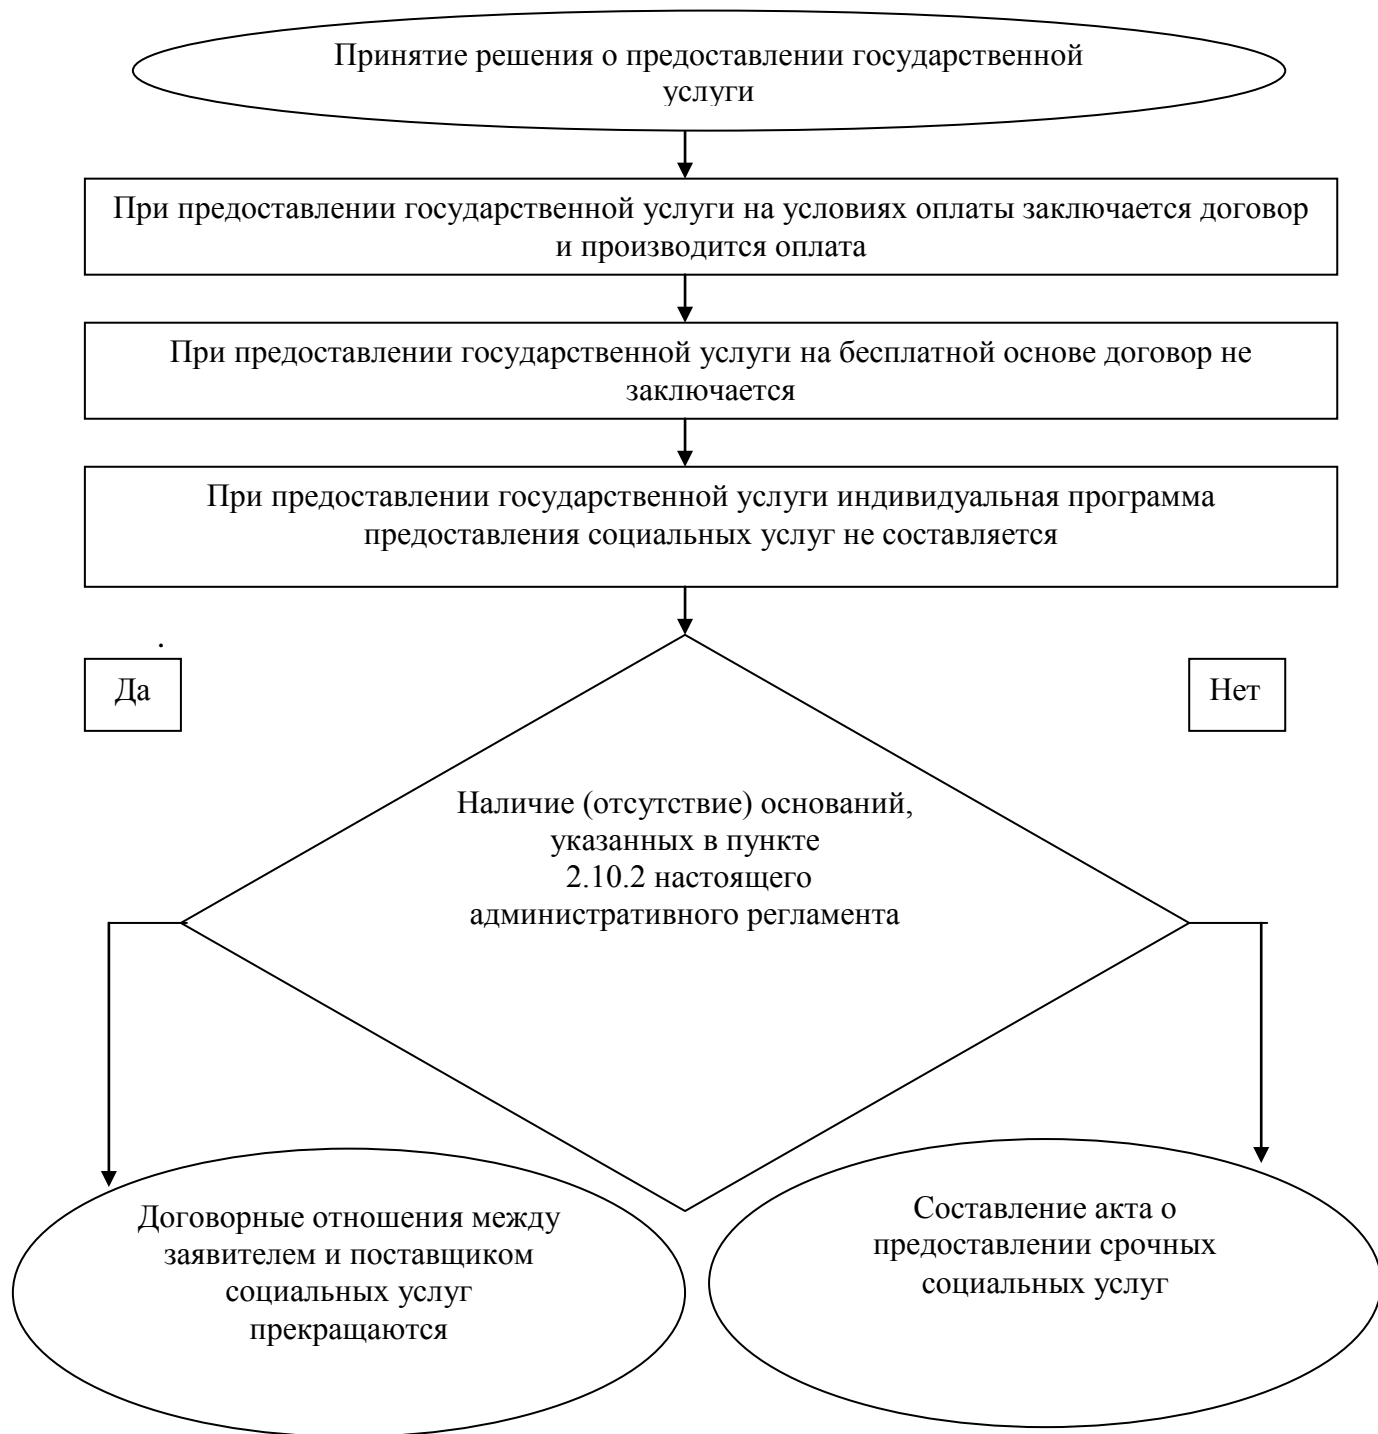 Принятие решения о предоставлении государственной
услуги
При предоставлении государственной услуги на условиях оплаты заключается договор
и производится оплата
При предоставлении государственной услуги на бесплатной основе договор не
заключается
При предоставлении государственной услуги индивидуальная программа
предоставления социальных услуг не составляется
.
Да
Нет
Наличие (отсутствие) оснований,
указанных в пункте
2.10.2 настоящего
административного регламента
Договорные отношения между
заявителем и поставщиком
социальных услуг
прекращаются
Составление акта о
предоставлении срочных
социальных услуг